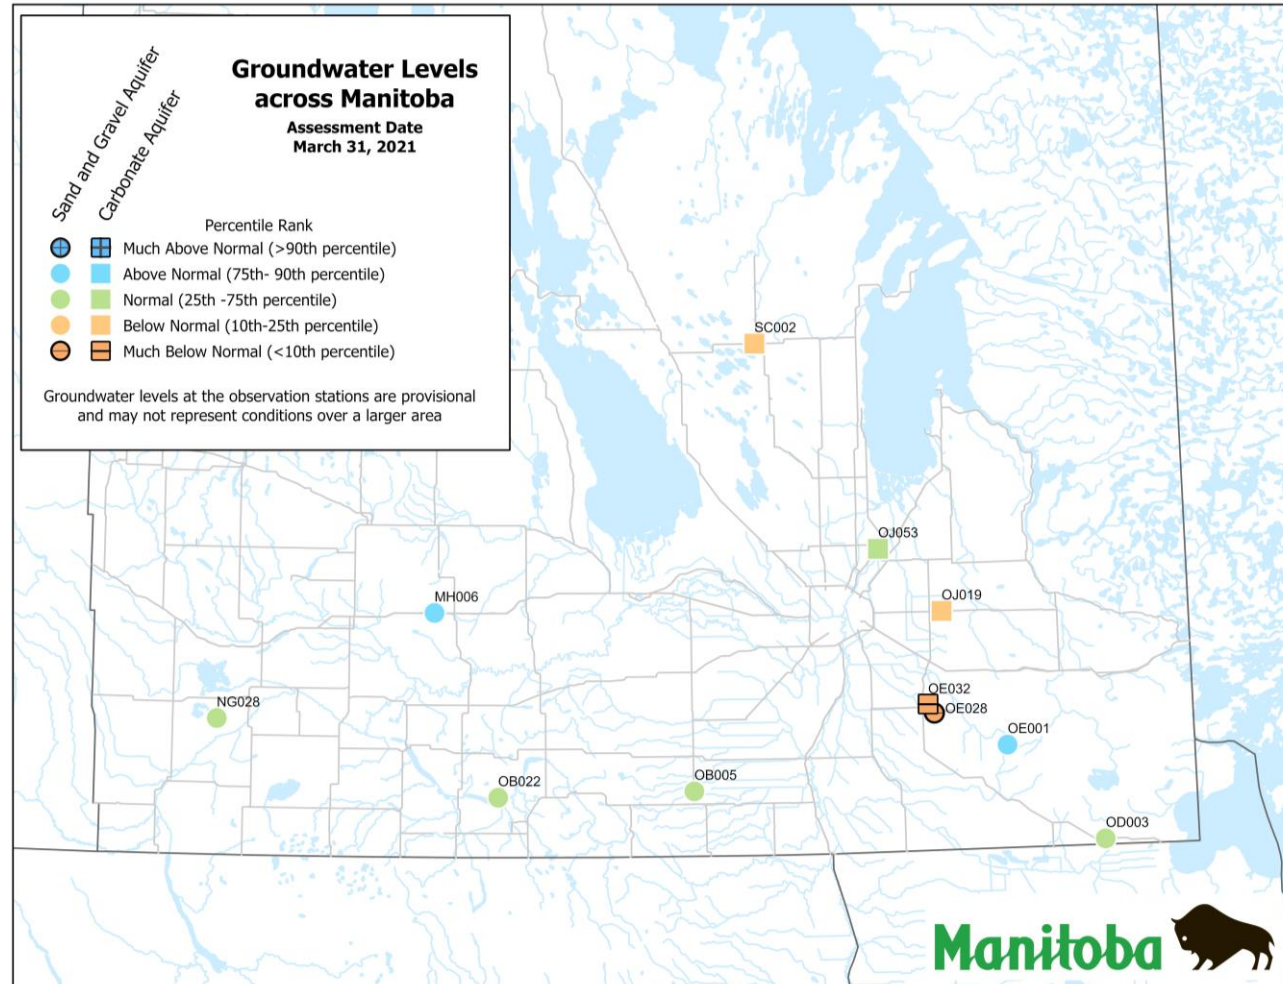 Groundwater Levels
across Manitoba
Assessment Date
March 31, 2021
Sand and Gravel Aquifer
Carbonate Aquifer
Percentile Rank
Much Above Normal (>90th percentile)
Above Normal (75th- 90th percentile)
Normal (25th -75th percentile)
Below Normal (10th-25th percentile)
Much Below Normal (<10th percentile)
Groundwater levels at the observation stations are provisional
and may not represent conditions over a larger area
SC002
OJ053
MH006
OJ019
OE032
NG028
OE028
OE001
OB022
OB005
OD003
Manitoba